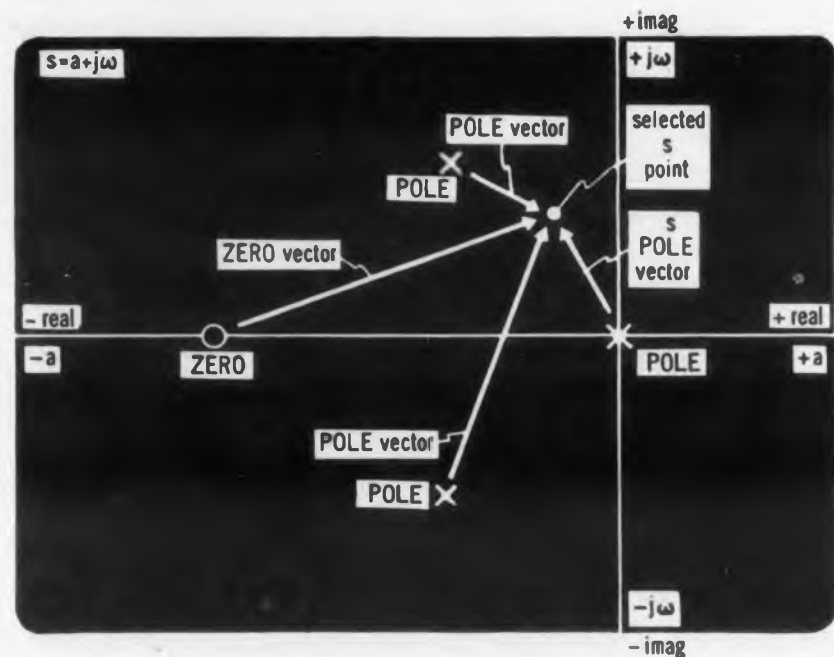 +imag
s=a+jω
+jω
POLE vector
selected
s
point
POLE
s
POLE
vector
ZERO vector
− real
+ real
−a
ZERO
POLE
+a
POLE vector
POLE
−jω
− imag